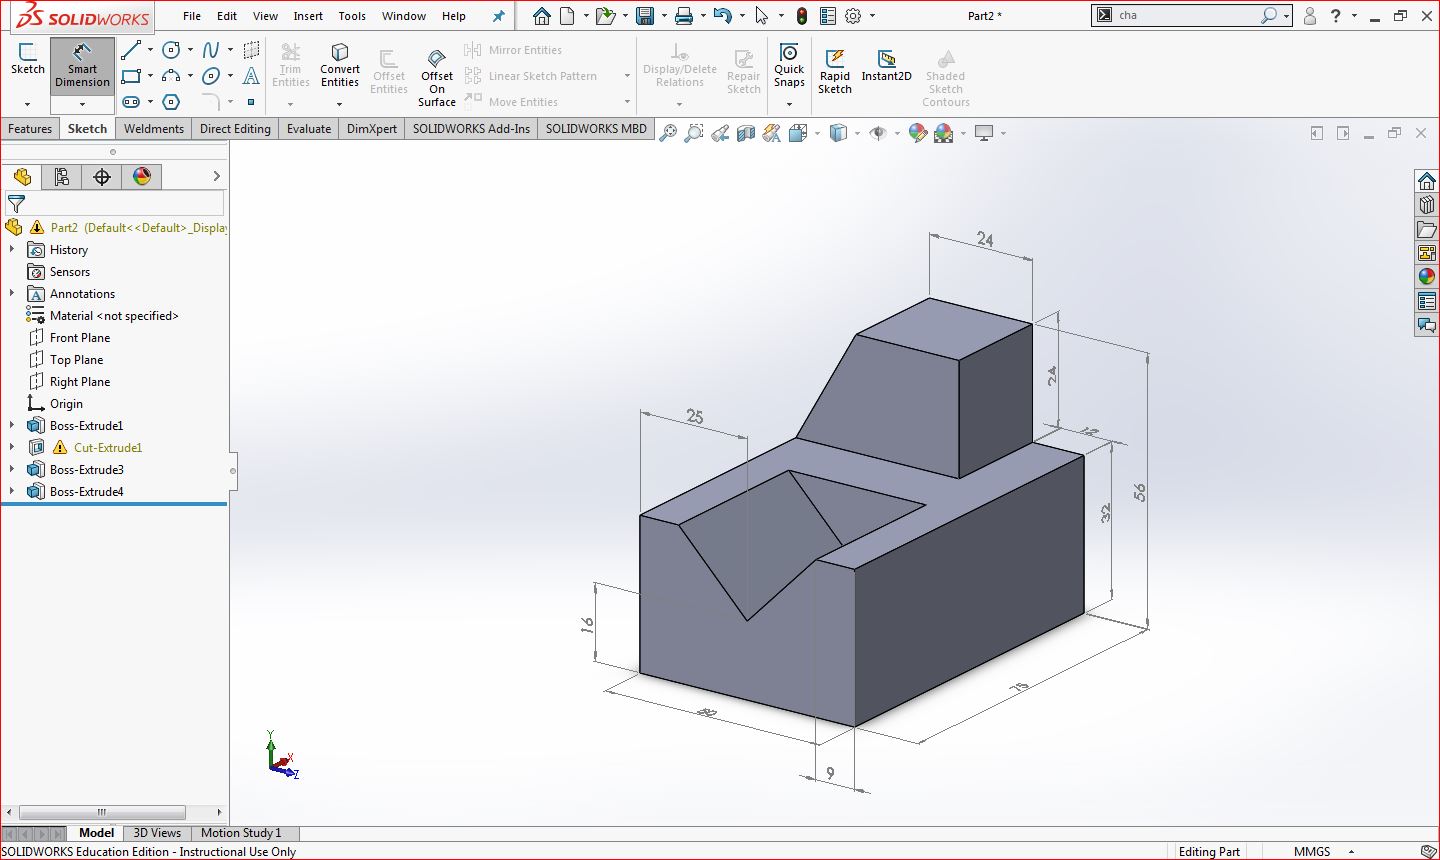 SOLIDWORKS
File Edit View Insert Tools Window Help
Part2 *
cha
Sketch
Smart Dimension
Trim Entities
Convert Entities
Offset Entities
Offset On Surface
Mirror Entities
Linear Sketch Pattern
Move Entities
Display/Delete Relations
Repair Sketch
Quick Snaps
Rapid Sketch
Instant2D
Shaded Sketch Contours
Features Sketch Weldments Direct Editing Evaluate DimXpert SOLIDWORKS Add-Ins SOLIDWORKS MBD
Part2 (Default<<Default>_Display
History
Sensors
Annotations
Material <not specified>
Front Plane
Top Plane
Right Plane
Origin
Boss-Extrude1
Cut-Extrude1
Boss-Extrude3
Boss-Extrude4
24
24
12
25
56
32
16
75
9
Y
X
Z
Model 3D Views Motion Study 1
SOLIDWORKS Education Edition - Instructional Use Only
Editing Part
MMGS